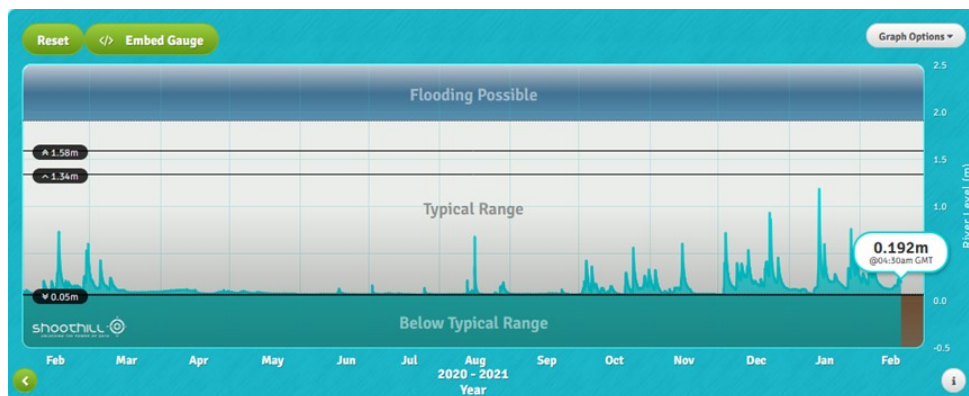 Reset
</> Embed Gauge
Graph Options
Flooding Possible
2.5
2.0
1.58m
1.5
1.34m
Typical Range
1.0
River Level (m)
0.192m
@04:30am GMT
0.05m
0.0
shoothill
Below Typical Range
-0.5
Feb Mar Apr May Jun Jul Aug Sep Oct Nov Dec Jan Feb
2020 - 2021
Year
i